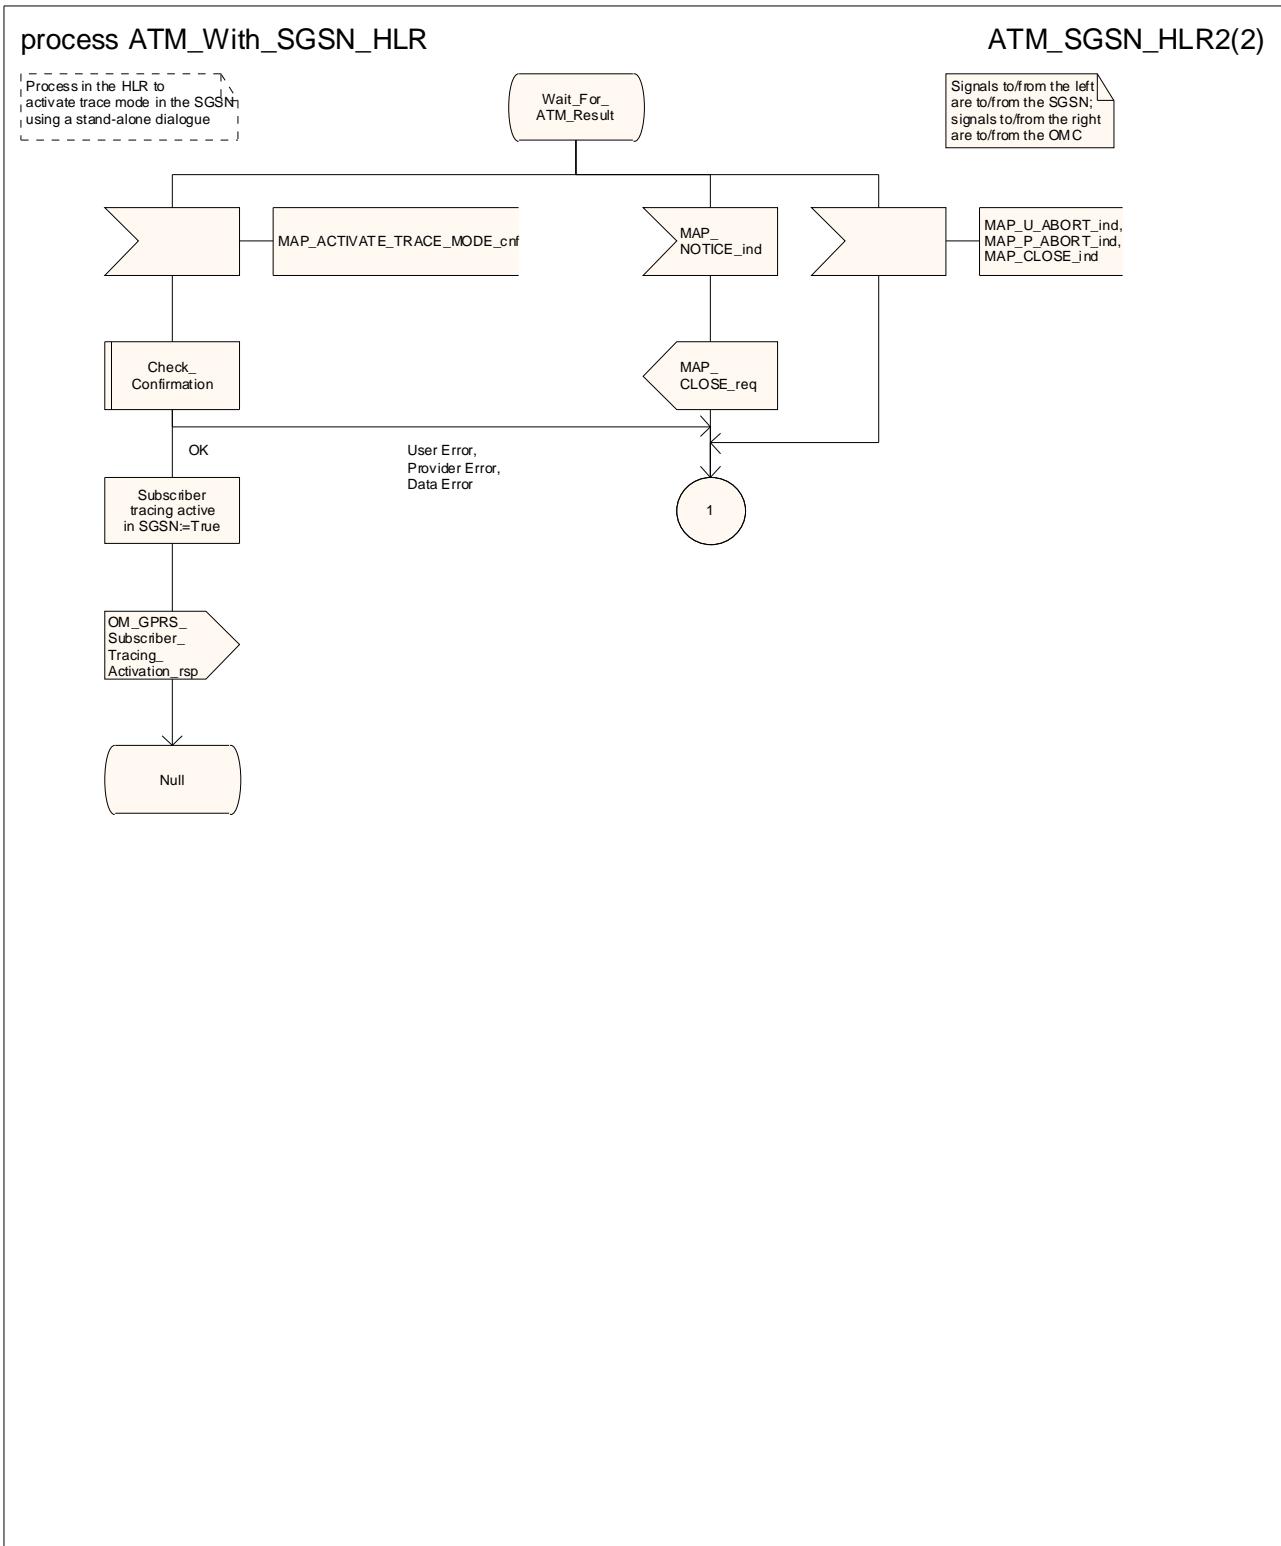 process ATM_With_SGSN_HLR
ATM_SGSN_HLR2(2)
Process in the HLR to
activate trace mode in the SGSN
using a stand-alone dialogue
Wait_For_
ATM_Result
Signals to/from the left
are to/from the SGSN;
signals to/from the right
are to/from the OMC
MAP_ACTIVATE_TRACE_MODE_cnf
MAP_
NOTICE_ind
MAP_U_ABORT_ind,
MAP_P_ABORT_ind,
MAP_CLOSE_ind
Check_
Confirmation
MAP_
CLOSE_req
OK
User Error,
Provider Error,
Data Error
Subscriber
tracing active
in SGSN:=True
1
OM_GPRS_
Subscriber_
Tracing_
Activation_rsp
Null